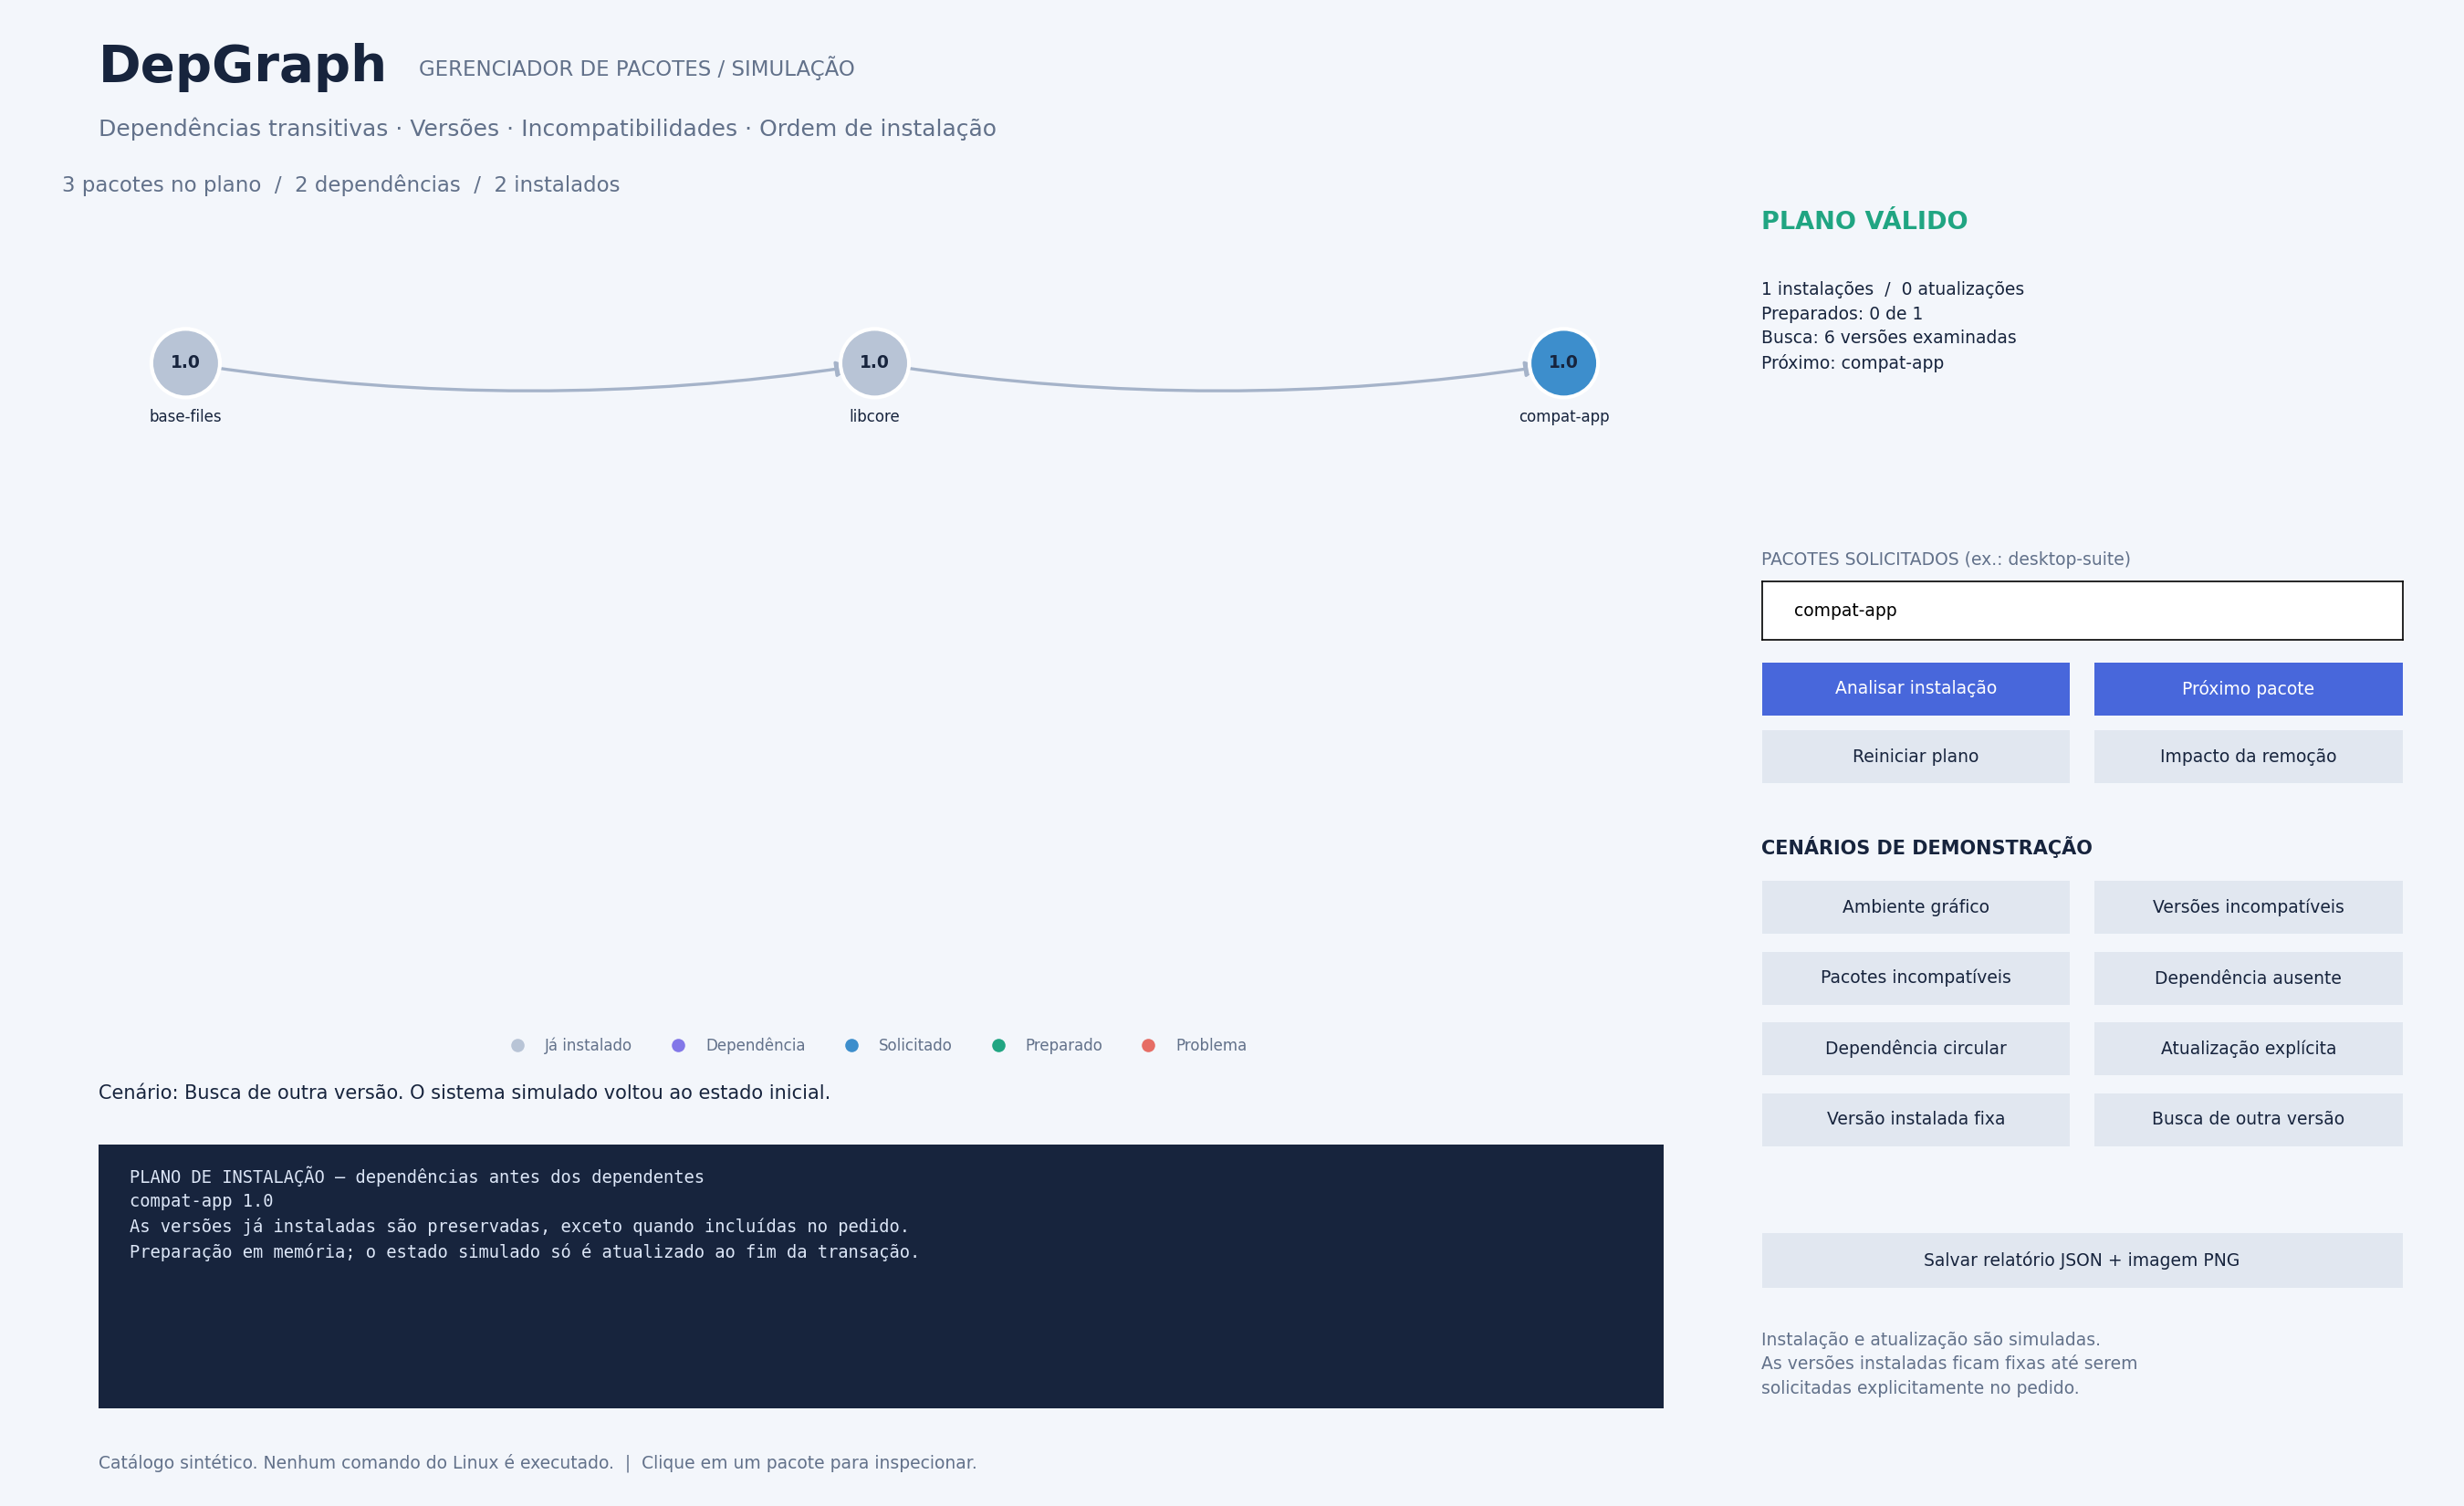 DepGraph GERENCIADOR DE PACOTES / SIMULAÇÃO
Dependências transitivas · Versões · Incompatibilidades · Ordem de instalação
3 pacotes no plano / 2 dependências / 2 instalados
1.0
base-files
1.0
libcore
1.0
compat-app
Já instalado
Dependência
Solicitado
Preparado
Problema
Cenário: Busca de outra versão. O sistema simulado voltou ao estado inicial.
PLANO DE INSTALAÇÃO — dependências antes dos dependentes
compat-app 1.0
As versões já instaladas são preservadas, exceto quando incluídas no pedido.
Preparação em memória; o estado simulado só é atualizado ao fim da transação.
Catálogo sintético. Nenhum comando do Linux é executado. | Clique em um pacote para inspecionar.
PLANO VÁLIDO
1 instalações / 0 atualizações
Preparados: 0 de 1
Busca: 6 versões examinadas
Próximo: compat-app
PACOTES SOLICITADOS (ex.: desktop-suite)
compat-app
Analisar instalação
Próximo pacote
Reiniciar plano
Impacto da remoção
CENÁRIOS DE DEMONSTRAÇÃO
Ambiente gráfico
Versões incompatíveis
Pacotes incompatíveis
Dependência ausente
Dependência circular
Atualização explícita
Versão instalada fixa
Busca de outra versão
Salvar relatório JSON + imagem PNG
Instalação e atualização são simuladas.
As versões instaladas ficam fixas até serem
solicitadas explicitamente no pedido.